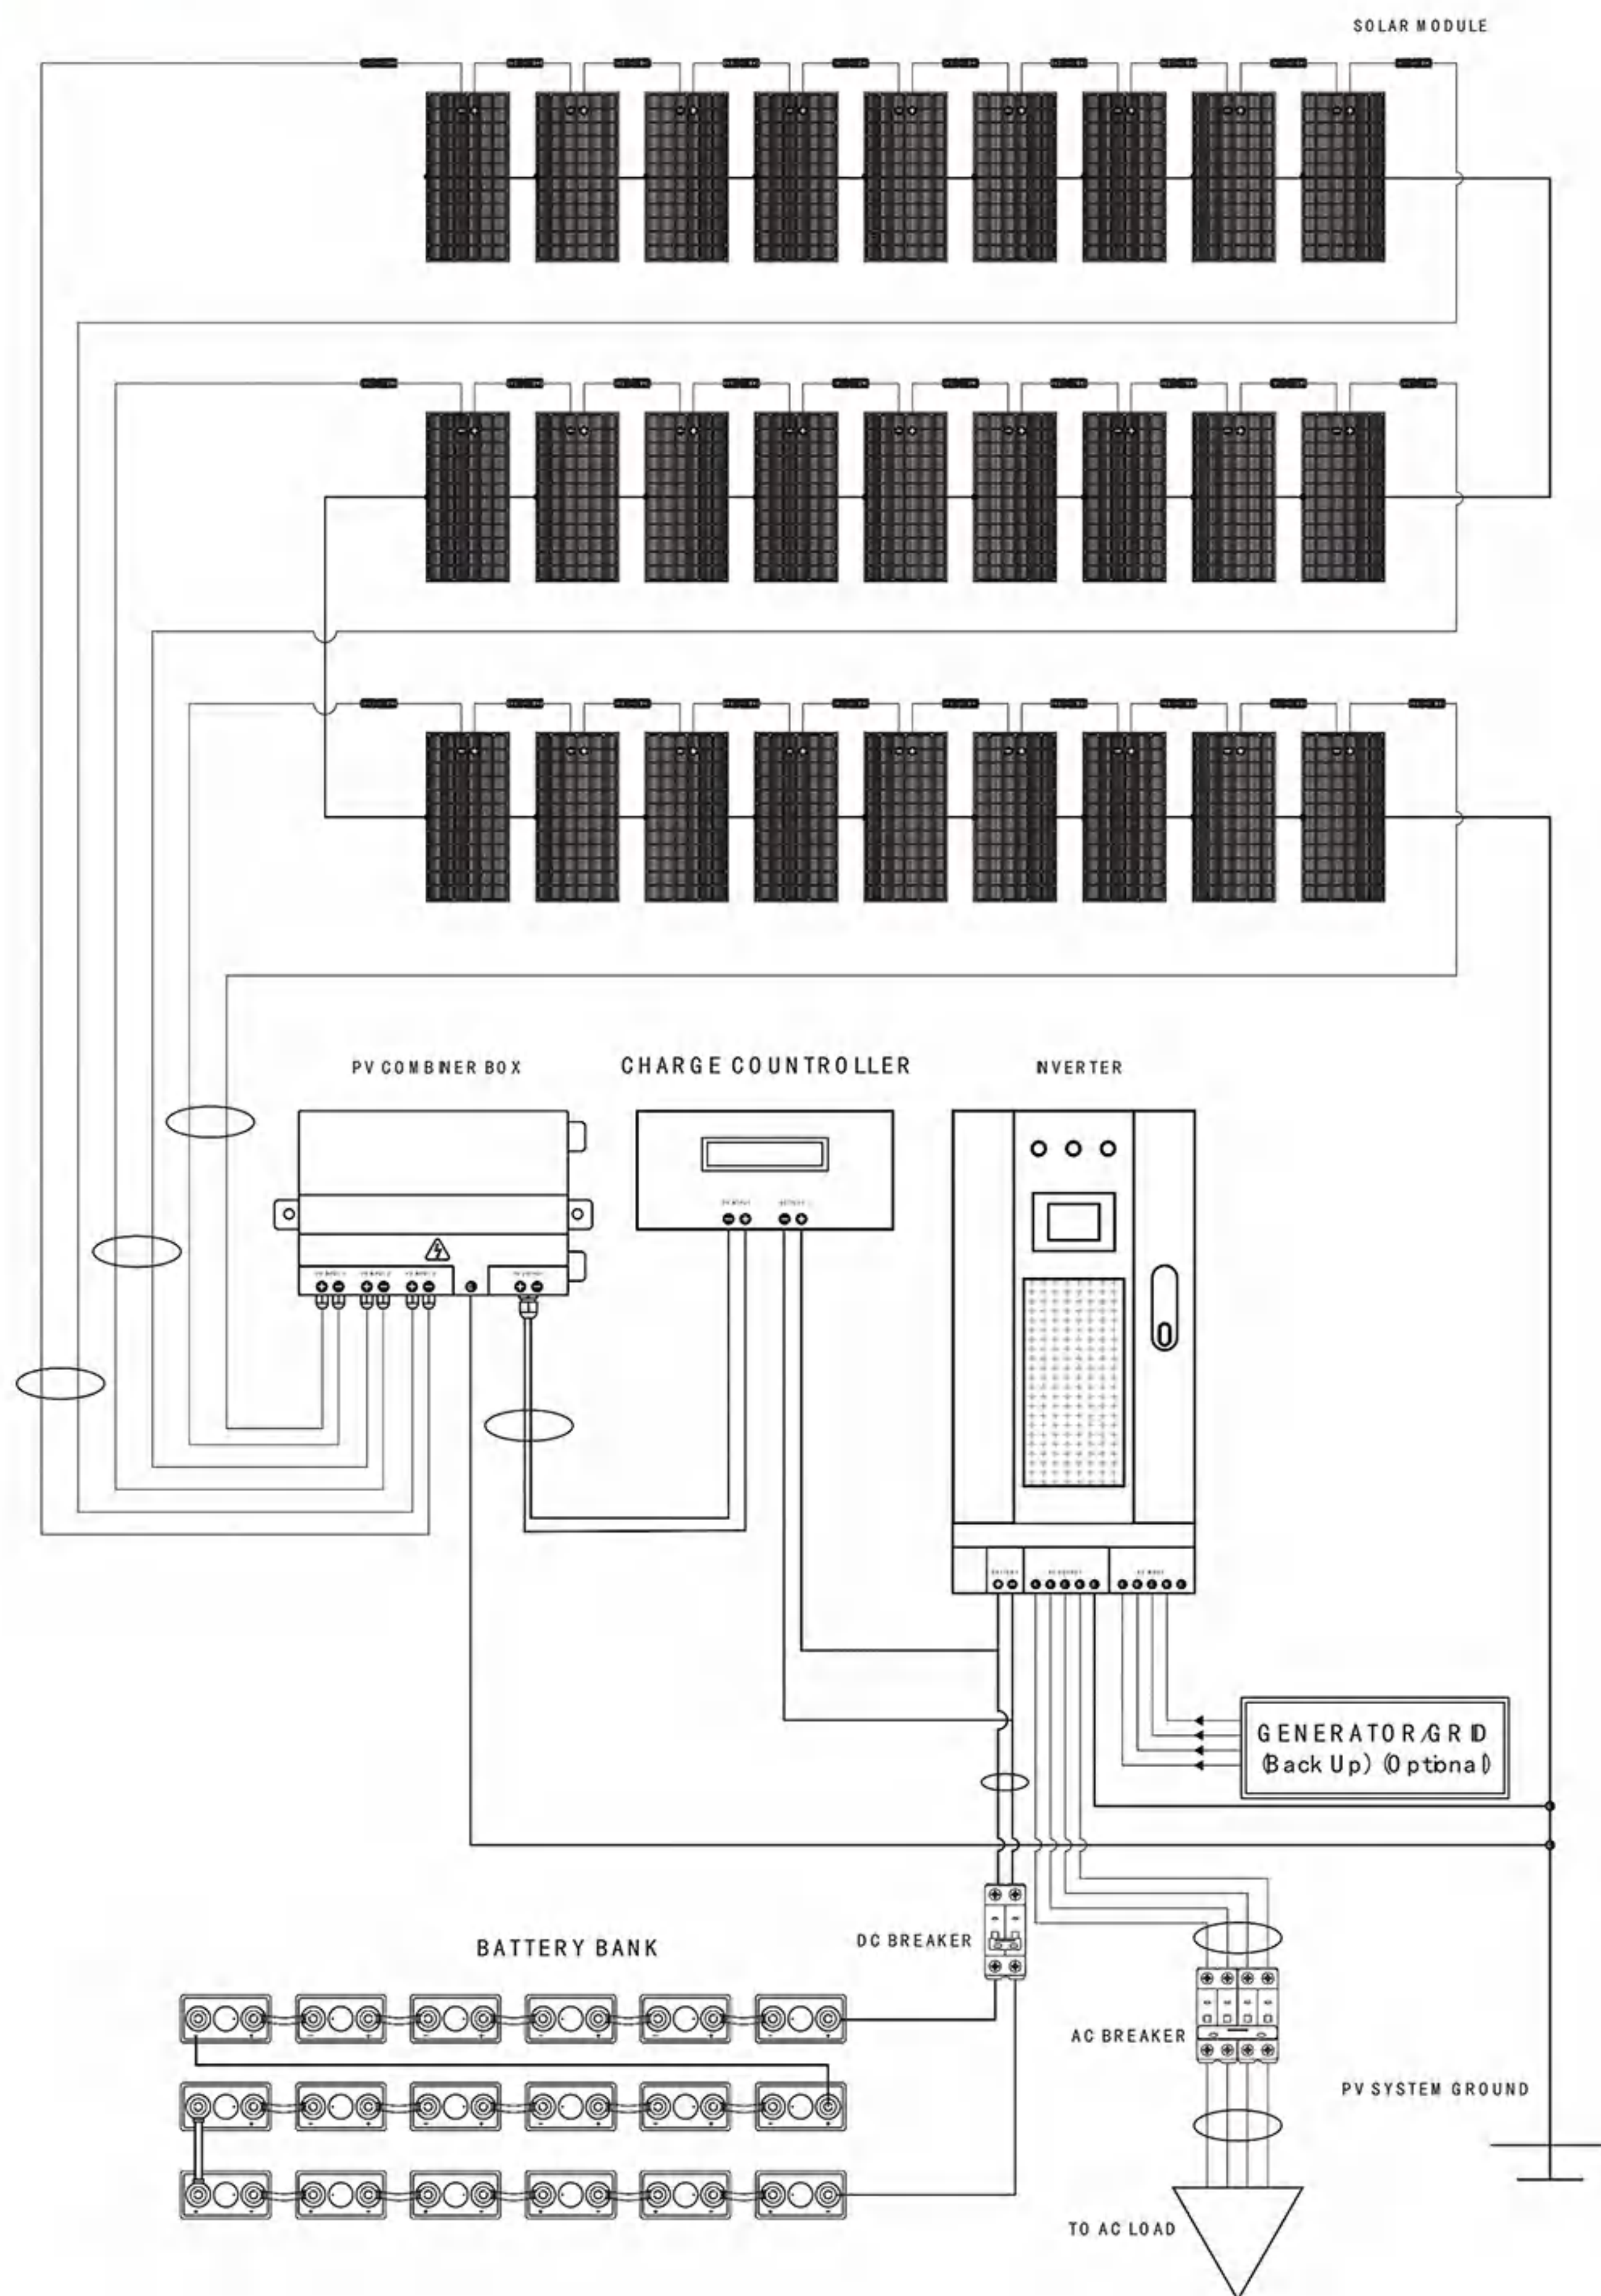 SOLAR MODULE
PV COMBINER BOX
CHARGE COUNTROLLER
INVERTER
GENERATOR/GRID
(Back Up) (Optional)
DC BREAKER
BATTERY BANK
AC BREAKER
PV SYSTEM GROUND
TO AC LOAD